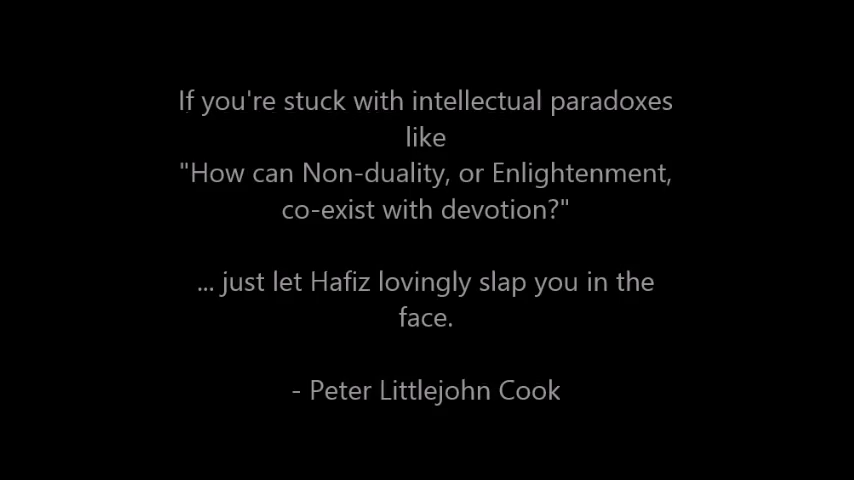 If you're stuck with intellectual paradoxes
like
"How can Non-duality, or Enlightenment,
co-exist with devotion?"
... just let Hafiz lovingly slap you in the
face.
- Peter Littlejohn Cook